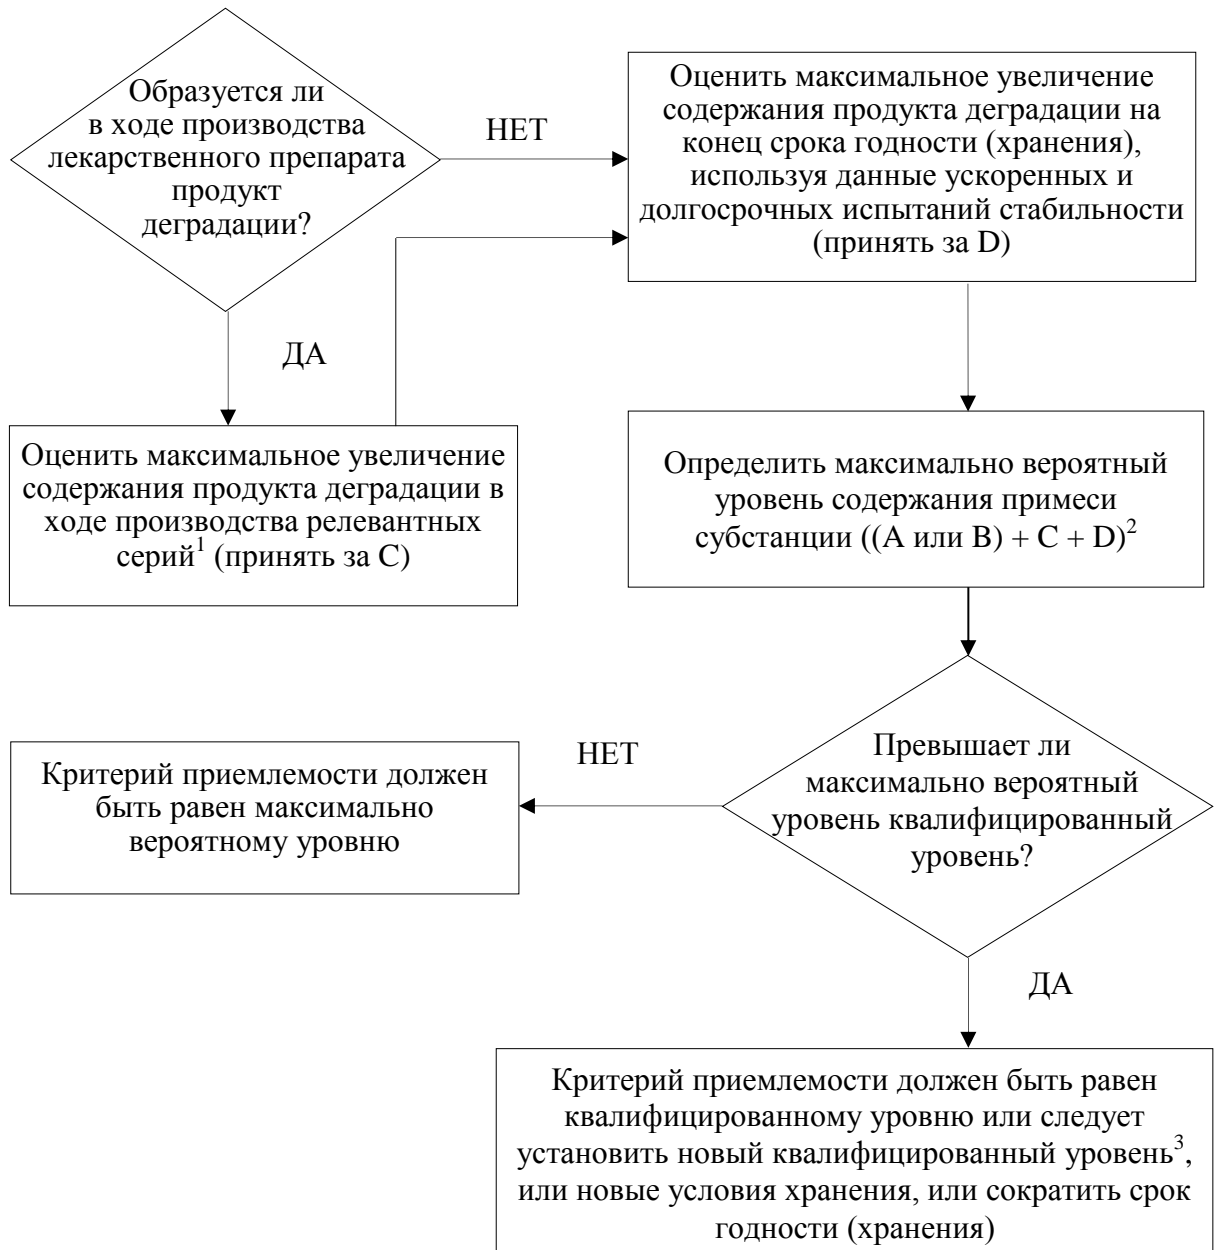 Образуется ли
в ходе производства
лекарственного препарата
продукт
деградации?
НЕТ
Оценить максимальное увеличение
содержания продукта деградации на
конец срока годности (хранения),
используя данные ускоренных и
долгосрочных испытаний стабильности
(принять за D)
ДА
Оценить максимальное увеличение
содержания продукта деградации в
ходе производства релевантных
серий¹ (принять за C)
Определить максимально вероятный
уровень содержания примеси
субстанции ((A или B) + C + D)²
Превышает ли
максимально вероятный
уровень квалифицированный
уровень?
НЕТ
Критерий приемлемости должен
быть равен максимально
вероятному уровню
ДА
Критерий приемлемости должен быть равен
квалифицированному уровню или следует
установить новый квалифицированный уровень³,
или новые условия хранения, или сократить срок
годности (хранения)